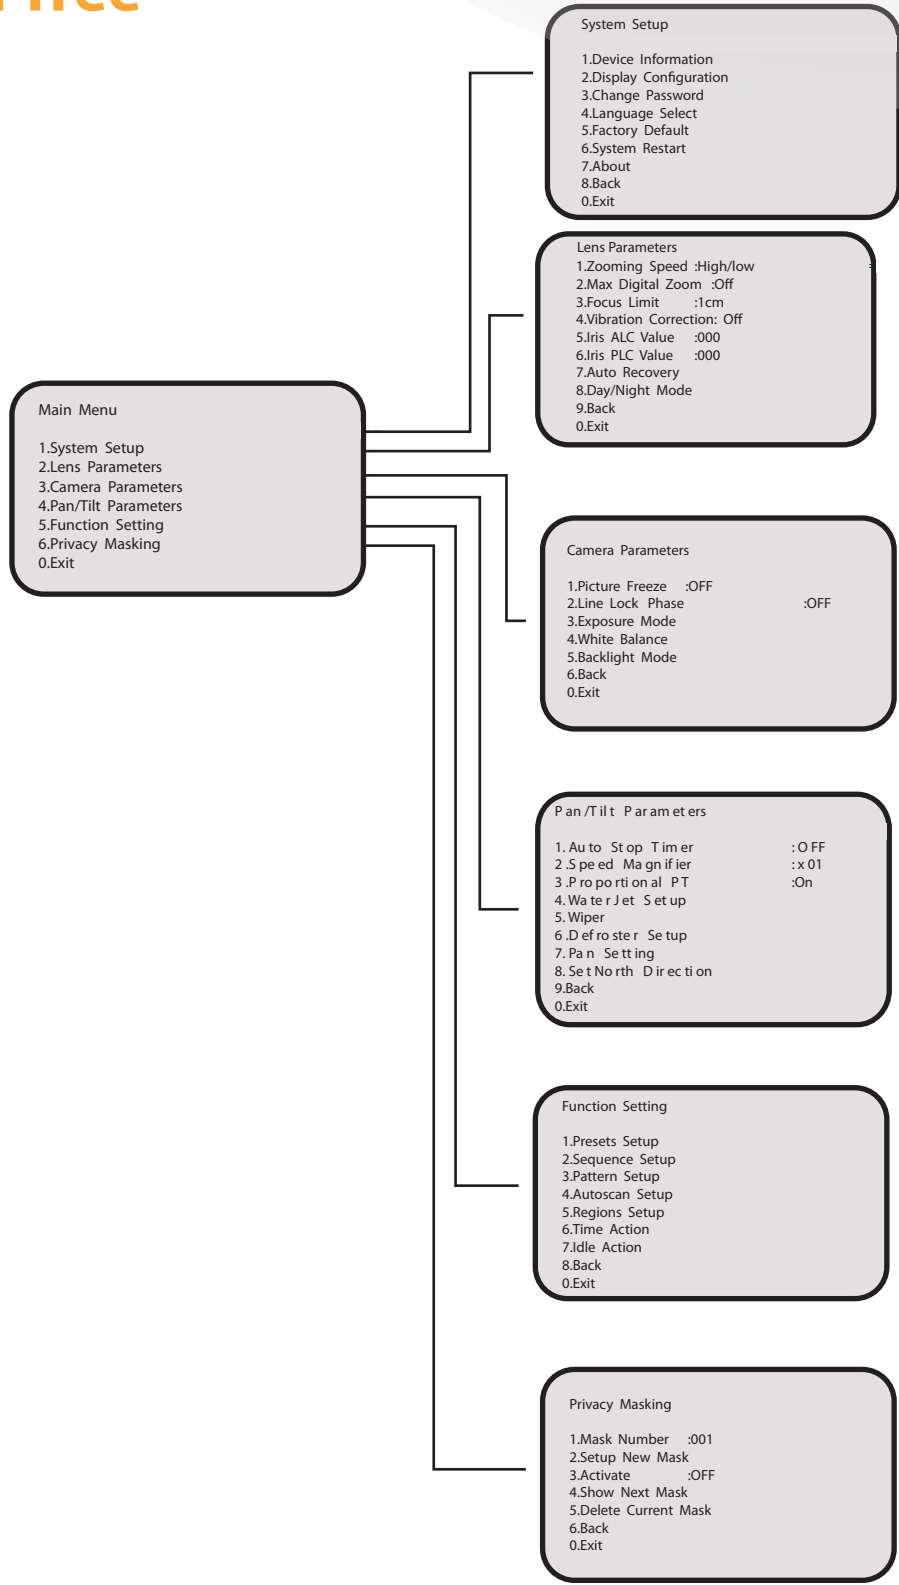 System Setup
1.Device Information
2.Display Configuration
3.Change Password
4.Language Select
5.Factory Default
6.System Restart
7.About
8.Back
0.Exit
Lens Parameters
1.Zooming Speed :High/low
2.Max Digital Zoom :Off
3.Focus Limit :1cm
4.Vibration Correction: Off
5.Iris ALC Value :000
6.Iris PLC Value :000
7.Auto Recovery
8.Day/Night Mode
9.Back
0.Exit
Main Menu
1.System Setup
2.Lens Parameters
3.Camera Parameters
4.Pan/Tilt Parameters
5.Function Setting
6.Privacy Masking
0.Exit
Camera Parameters
1.Picture Freeze :OFF
2.Line Lock Phase :OFF
3.Exposure Mode
4.White Balance
5.Backlight Mode
6.Back
0.Exit
Pan/Tilt Parameters
1. Auto Stop Timer :OFF
2.Speed Magnifier :x01
3.Proportional PT :On
4.WaterJet Setup
5.Wiper
6.Defroster Setup
7.Pan Setting
8.SetNorth Direction
9.Back
0.Exit
Function Setting
1.Presets Setup
2.Sequence Setup
3.Pattern Setup
4.Autoscan Setup
5.Regions Setup
6.Time Action
7.Idle Action
8.Back
0.Exit
Privacy Masking
1.Mask Number :001
2.Setup New Mask
3.Activate :OFF
4.Show Next Mask
5.Delete Current Mask
6.Back
0.Exit